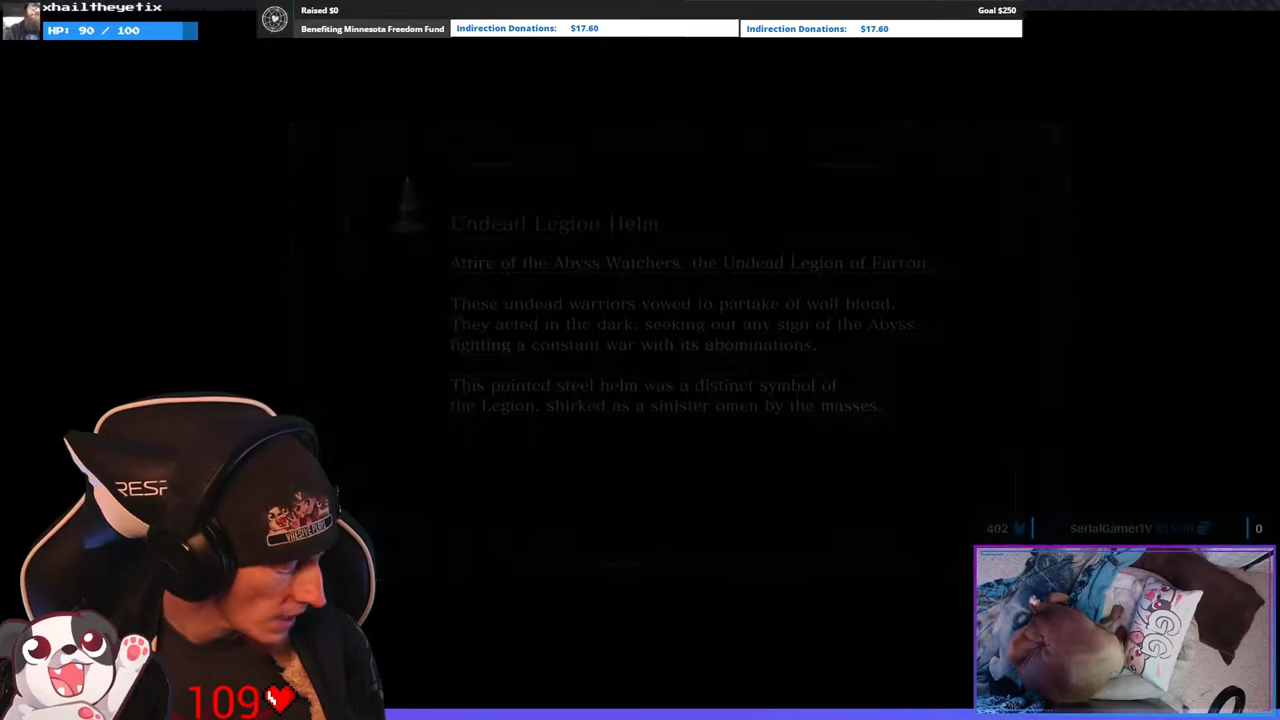 xhailtheyetix
HP: 90 / 100
Raised $0
Goal $250
Benefiting Minnesota Freedom Fund
Indirection Donations: $17.60
Indirection Donations: $17.60
Undead Legion Helm
Attire of the Abyss Watchers, the Undead Legion of Farron.
These undead warriors vowed to partake of wolf blood.
They acted in the dark, seeking out any sign of the Abyss
fighting a constant war with its abominations.
This pointed steel helm was a distinct symbol of
the Legion, shirked as a sinister omen by the masses.
RESP
402
SerialGamerTV
0
GG
109